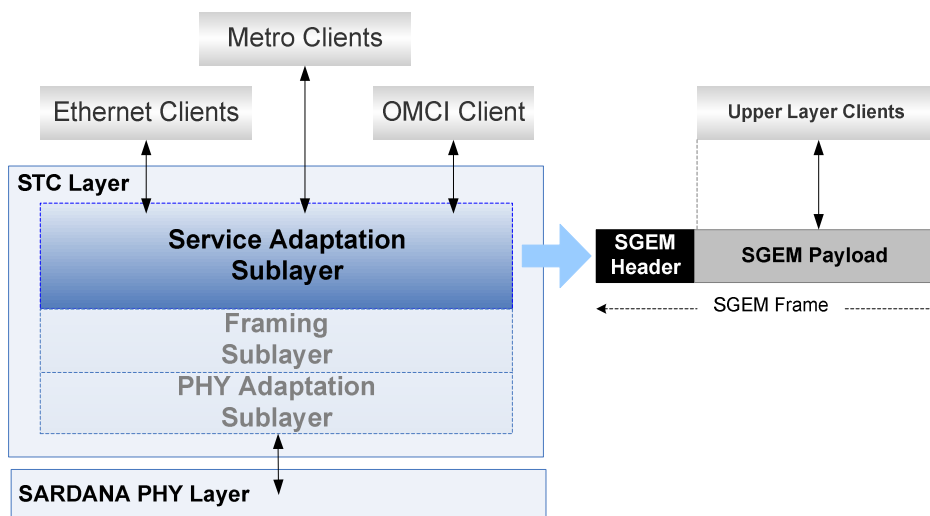 Metro Clients
Ethernet Clients
OMCI Client
Upper Layer Clients
STC Layer
Service Adaptation
Sublayer
SGEM
Header
SGEM Payload
SGEM Frame
Framing
Sublayer
PHY Adaptation
Sublayer
SARDANA PHY Layer